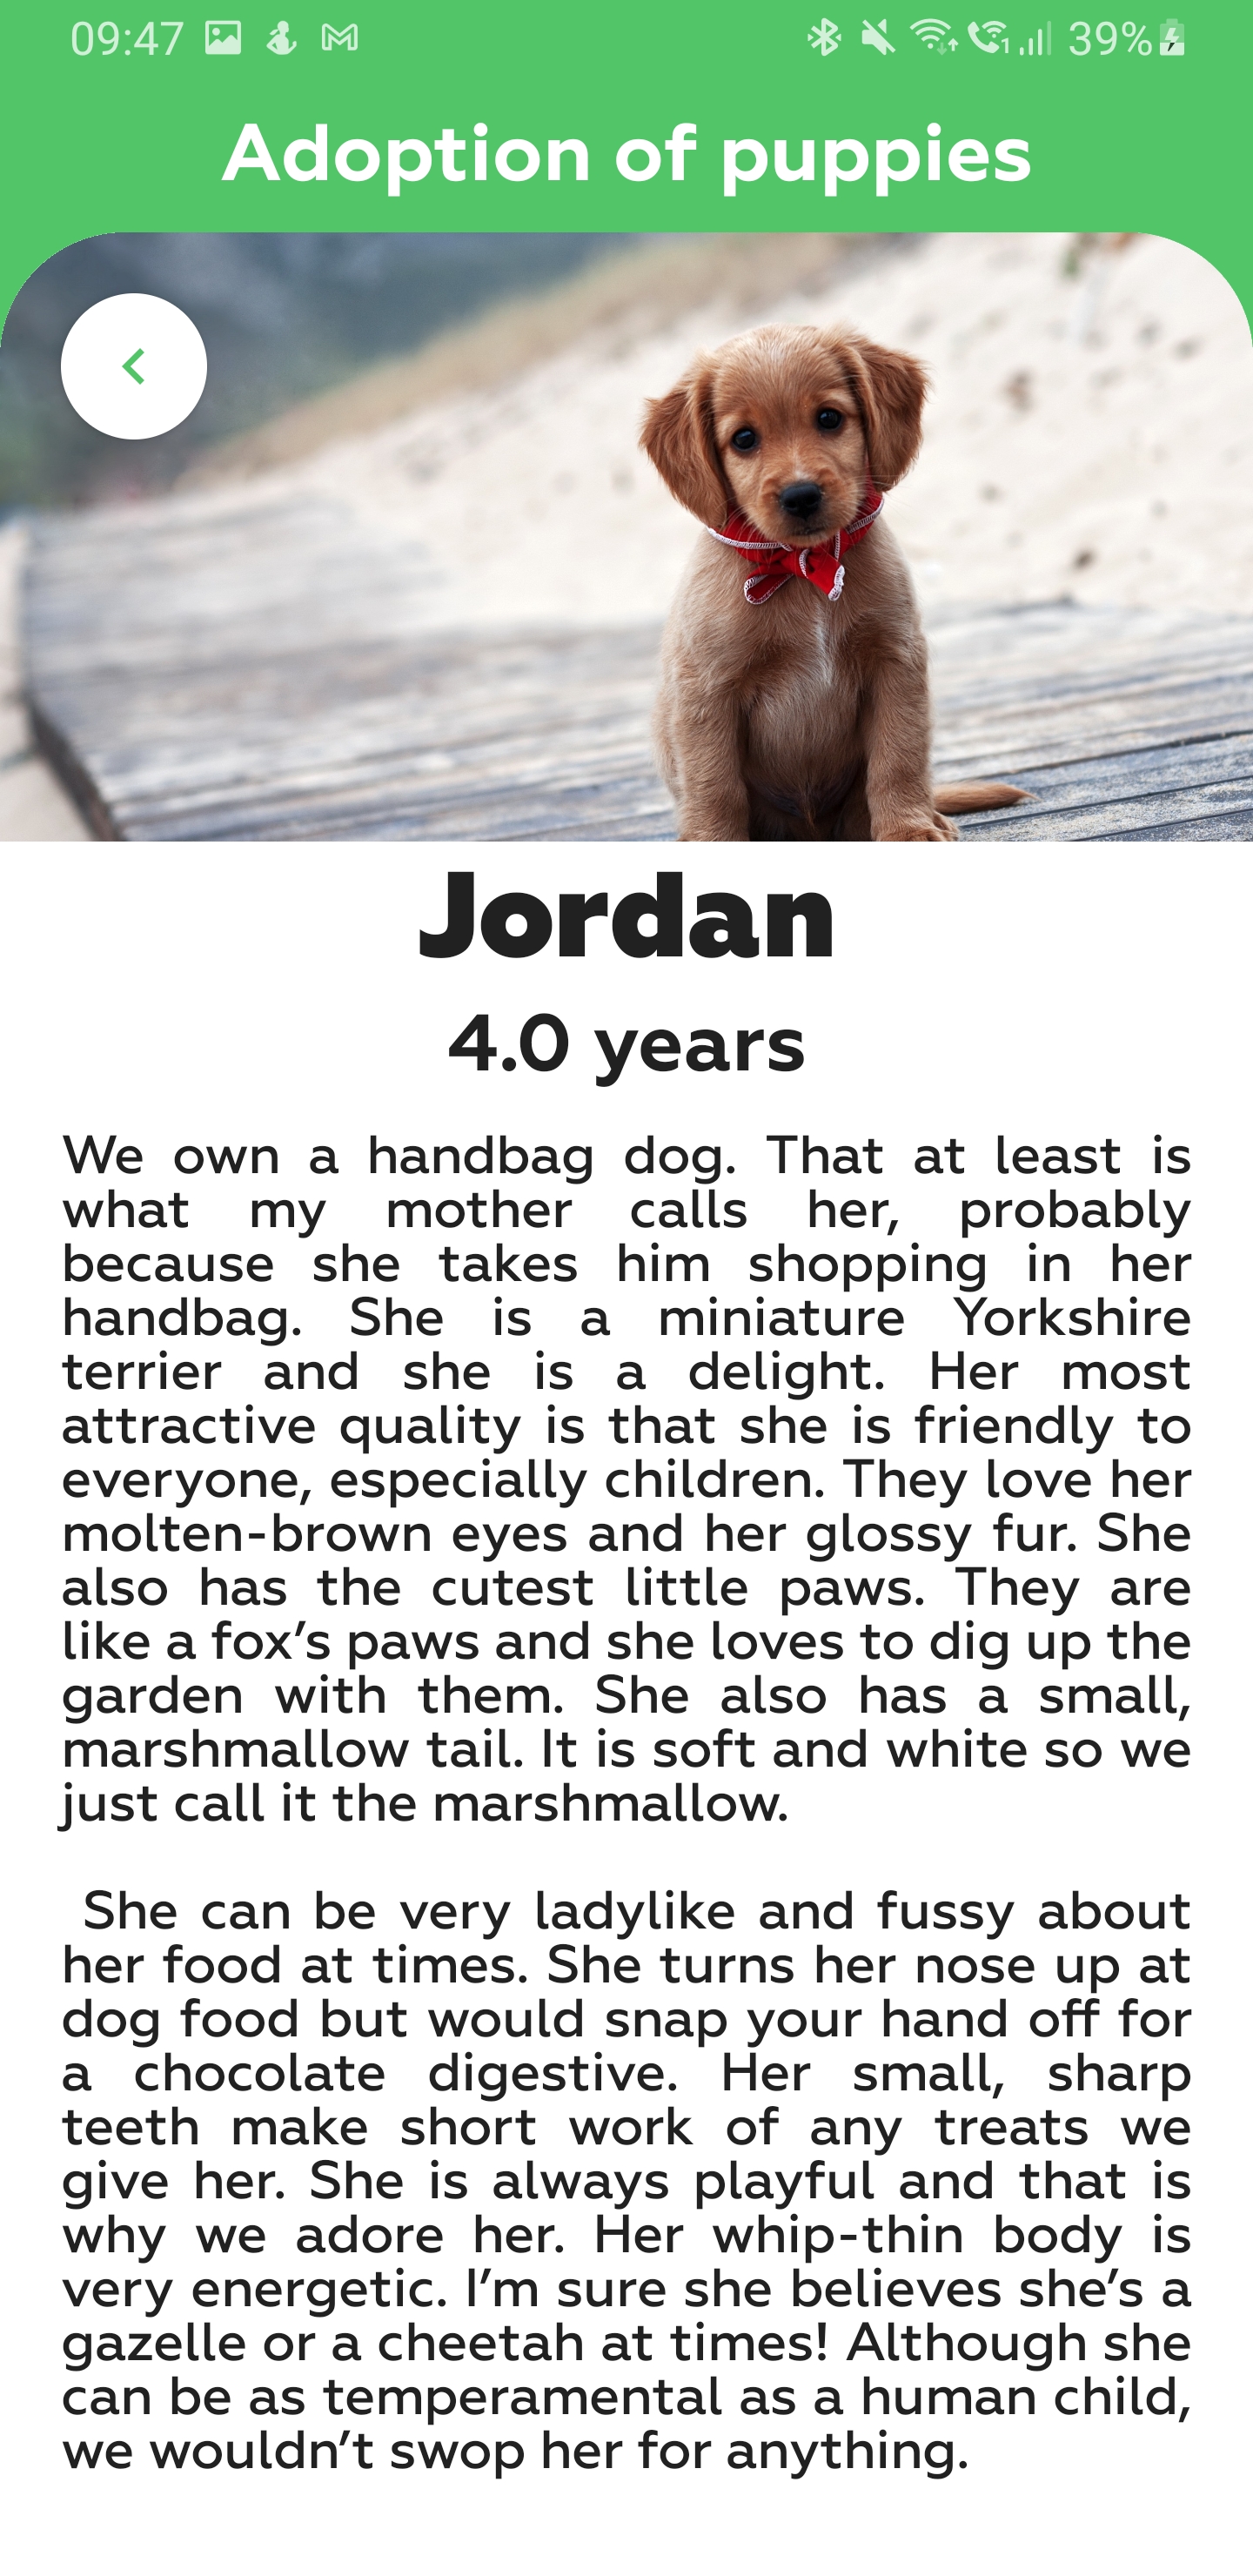 09:47
39%
Adoption of puppies
Jordan
4.0 years
We own a handbag dog. That at least is
what my mother calls her, probably
because she takes him shopping in her
handbag. She is a miniature Yorkshire
terrier and she is a delight. Her most
attractive quality is that she is friendly to
everyone, especially children. They love her
molten-brown eyes and her glossy fur. She
also has the cutest little paws. They are
like a fox’s paws and she loves to dig up the
garden with them. She also has a small,
marshmallow tail. It is soft and white so we
just call it the marshmallow.
She can be very ladylike and fussy about
her food at times. She turns her nose up at
dog food but would snap your hand off for
a chocolate digestive. Her small, sharp
teeth make short work of any treats we
give her. She is always playful and that is
why we adore her. Her whip-thin body is
very energetic. I’m sure she believes she’s a
gazelle or a cheetah at times! Although she
can be as temperamental as a human child,
we wouldn’t swop her for anything.